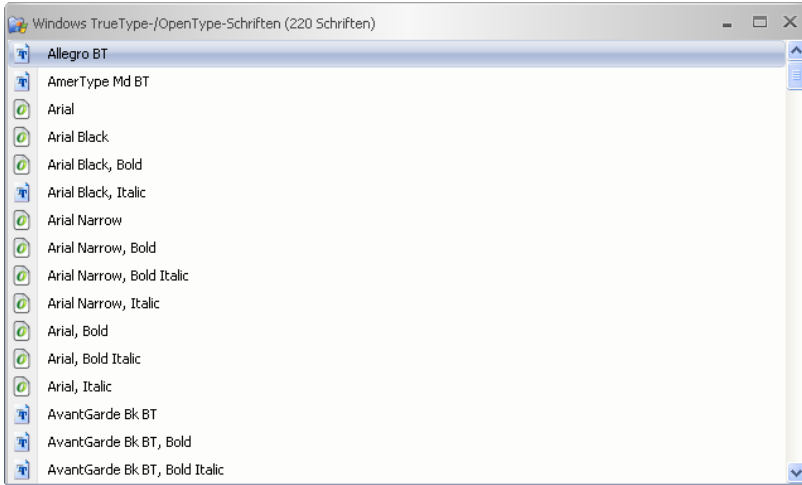 Windows TrueType-/OpenType-Schriften (220 Schriften)
Allegro BT
AmerType Md BT
Arial
Arial Black
Arial Black, Bold
Arial Black, Italic
Arial Narrow
Arial Narrow, Bold
Arial Narrow, Bold Italic
Arial Narrow, Italic
Arial, Bold
Arial, Bold Italic
Arial, Italic
AvantGarde Bk BT
AvantGarde Bk BT, Bold
AvantGarde Bk BT, Bold Italic